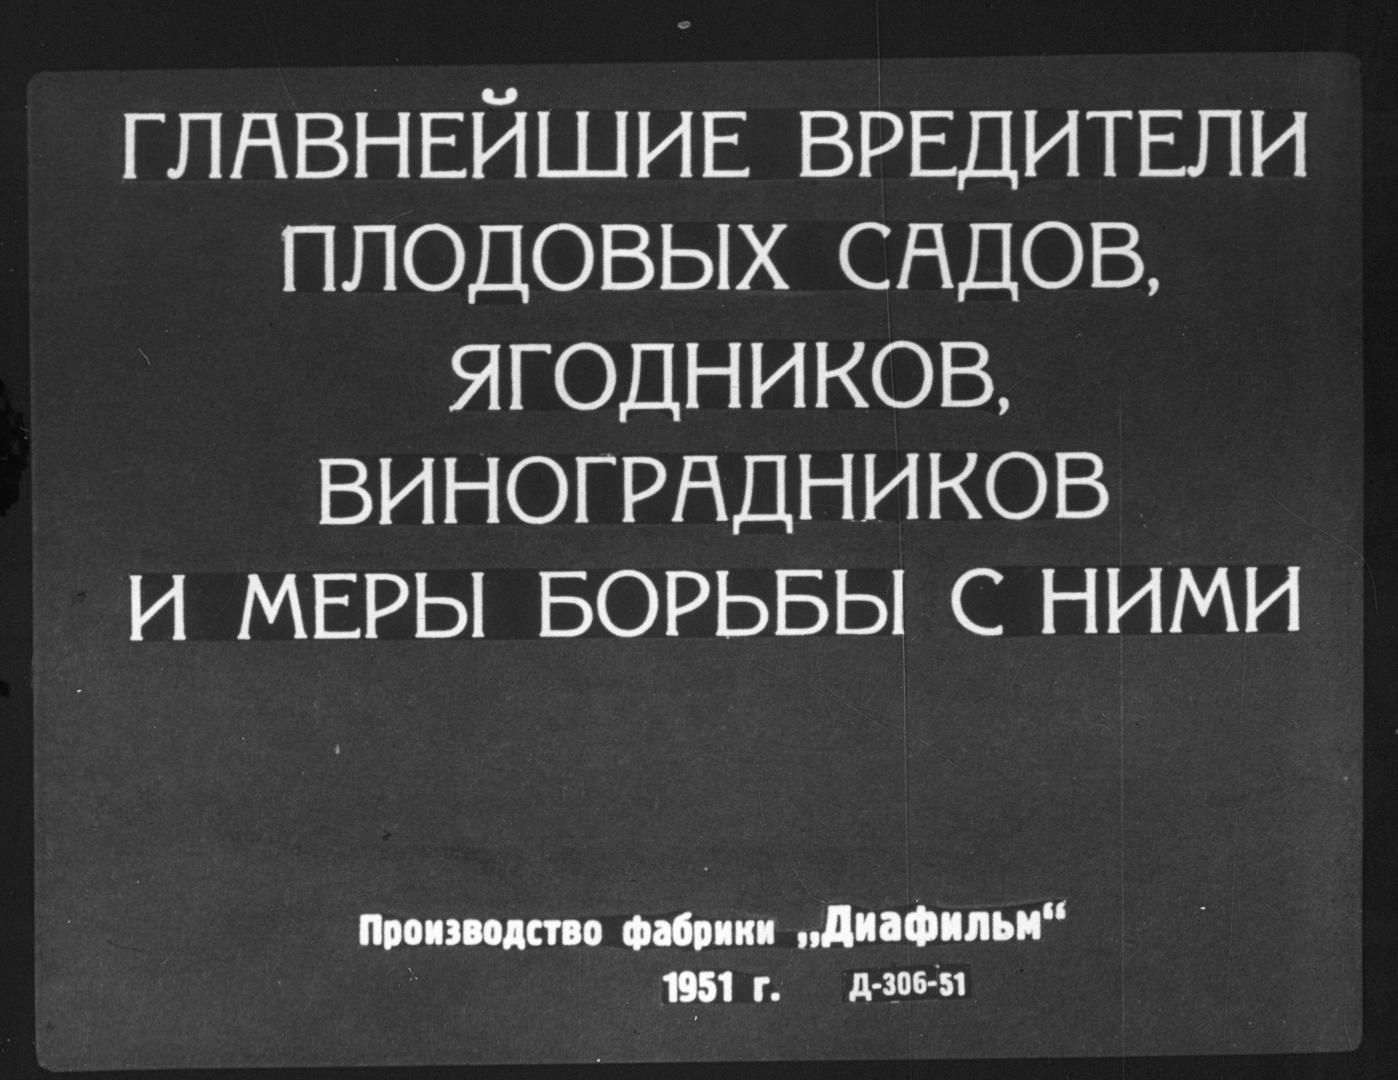 ГЛАВНЕЙШИЕ ВРЕДИТЕЛИ
ПЛОДОВЫХ САДОВ,
ЯГОДНИКОВ,
ВИНОГРАДНИКОВ
И МЕРЫ БОРЬБЫ С НИМИ
Производство фабрики „Диафильм“
1951 г. Д-306-51